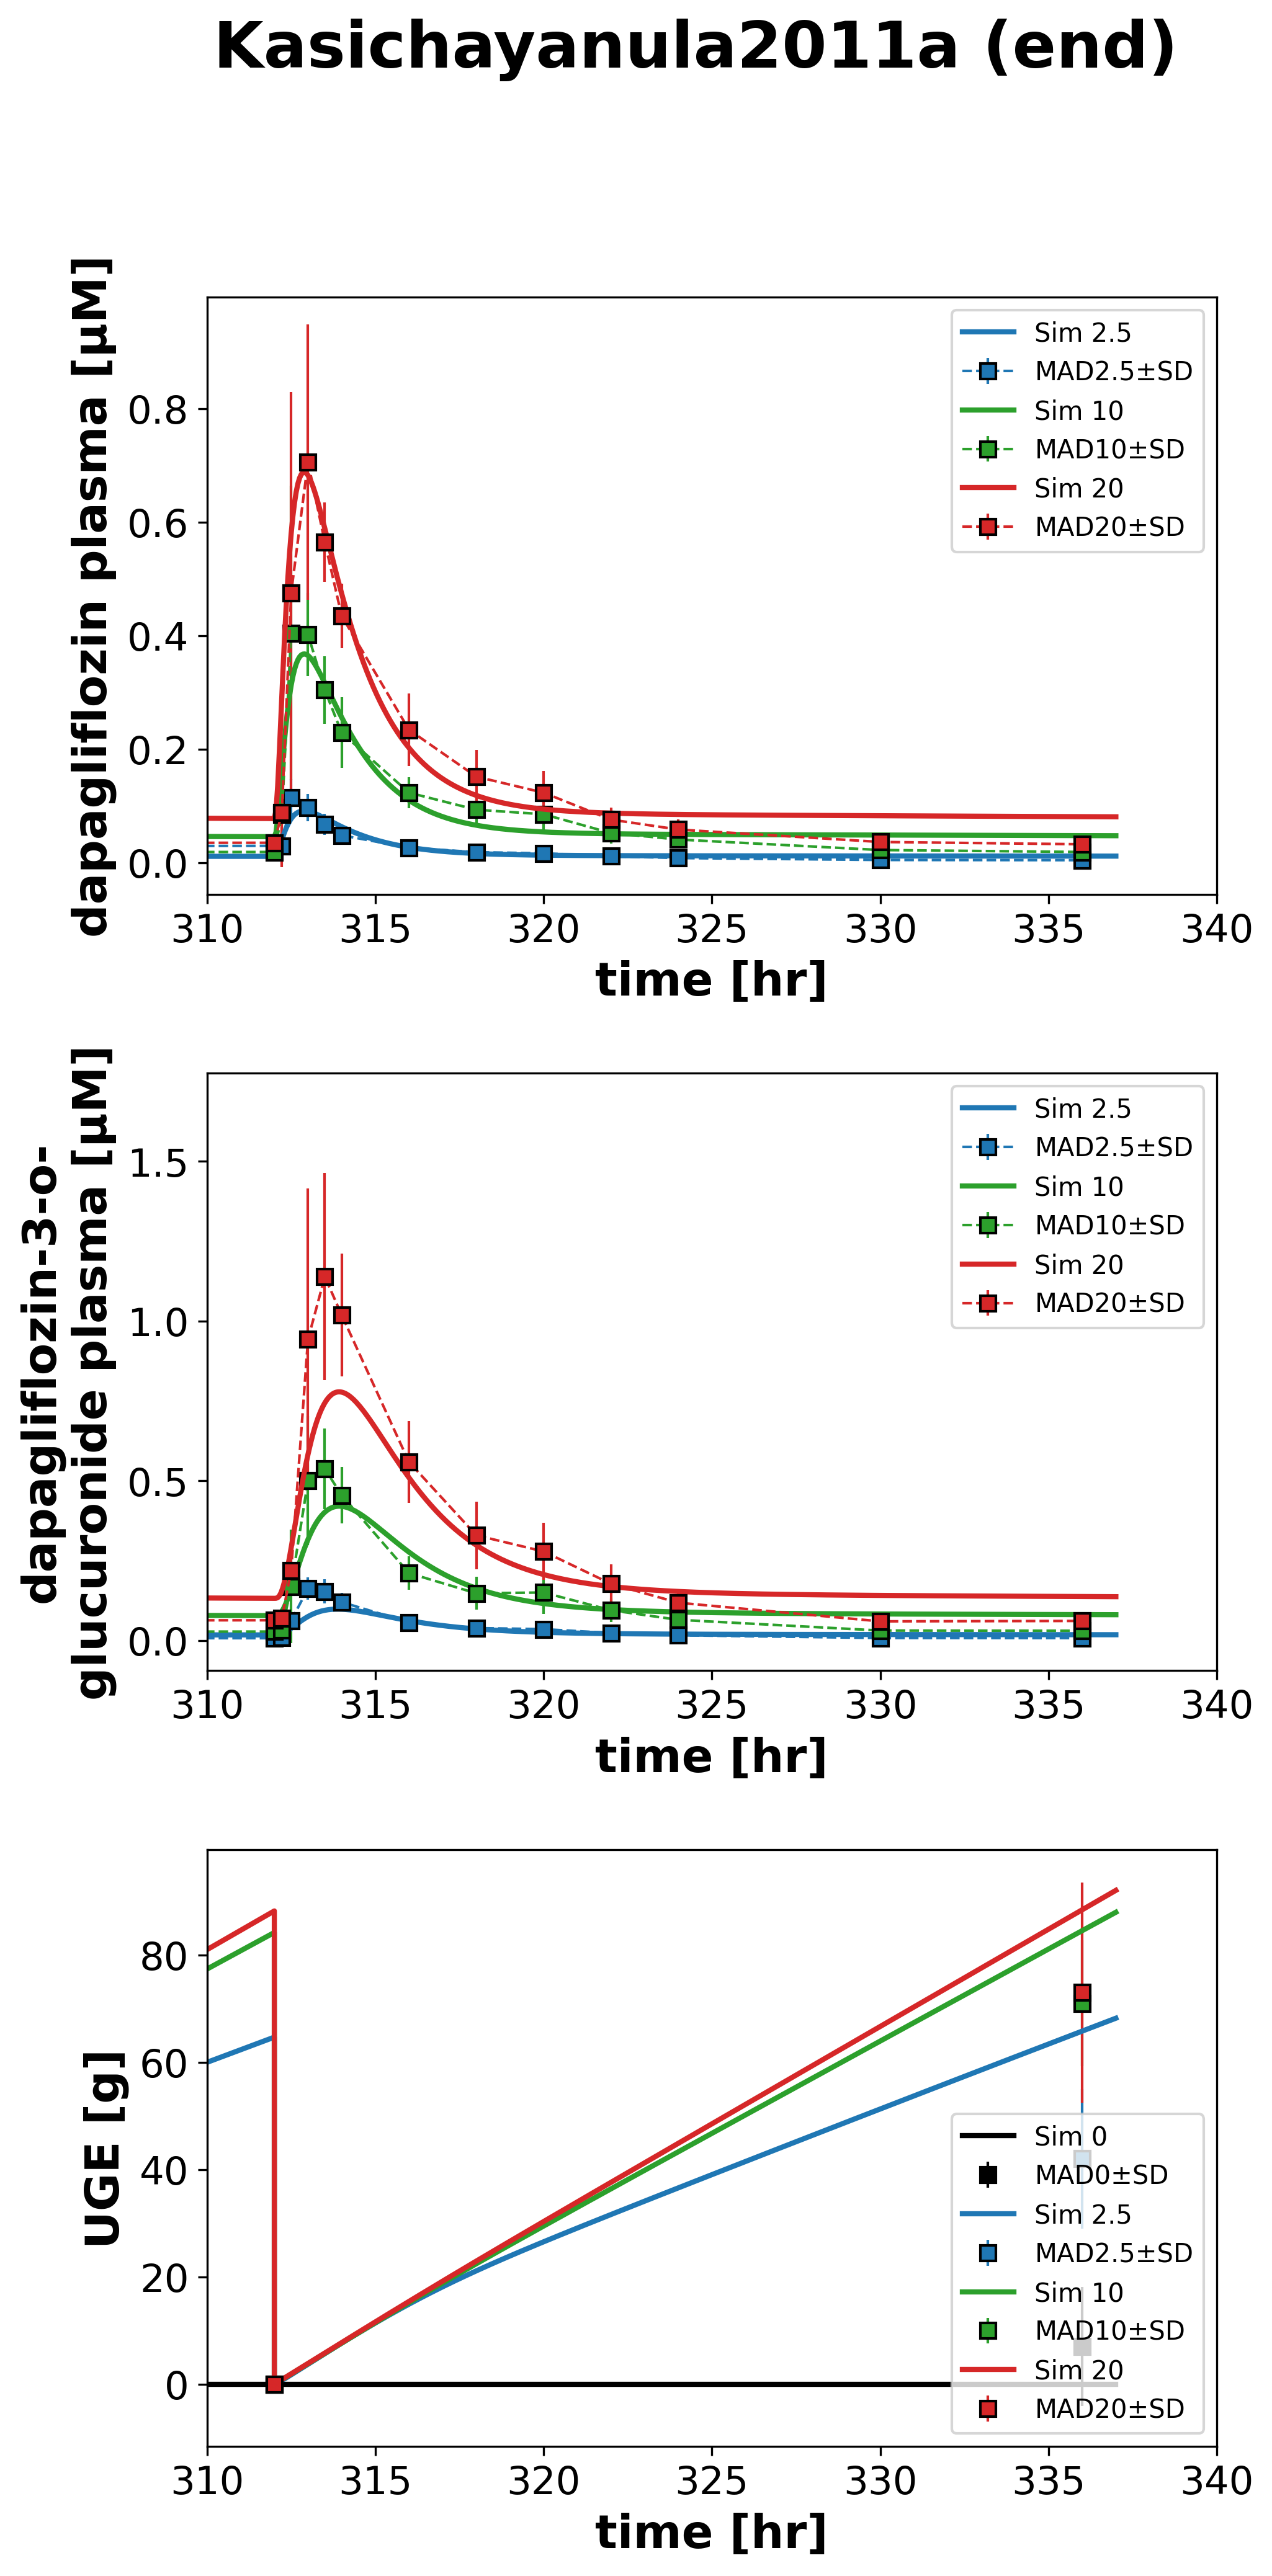 Kasichayanula2011a (end)
dapagliflozin plasma [µM]
0.8
0.6
0.4
0.2
0.0
Sim 2.5
MAD2.5±SD
Sim 10
MAD10±SD
Sim 20
MAD20±SD
310 315 320 325 330 335 340
time [hr]
dapagliflozin-3-o-
glucuronide plasma [µM]
1.5
1.0
0.5
0.0
Sim 2.5
MAD2.5±SD
Sim 10
MAD10±SD
Sim 20
MAD20±SD
310 315 320 325 330 335 340
time [hr]
UGE [g]
80
60
40
20
0
Sim 0
MAD0±SD
Sim 2.5
MAD2.5±SD
Sim 10
MAD10±SD
Sim 20
MAD20±SD
310 315 320 325 330 335 340
time [hr]